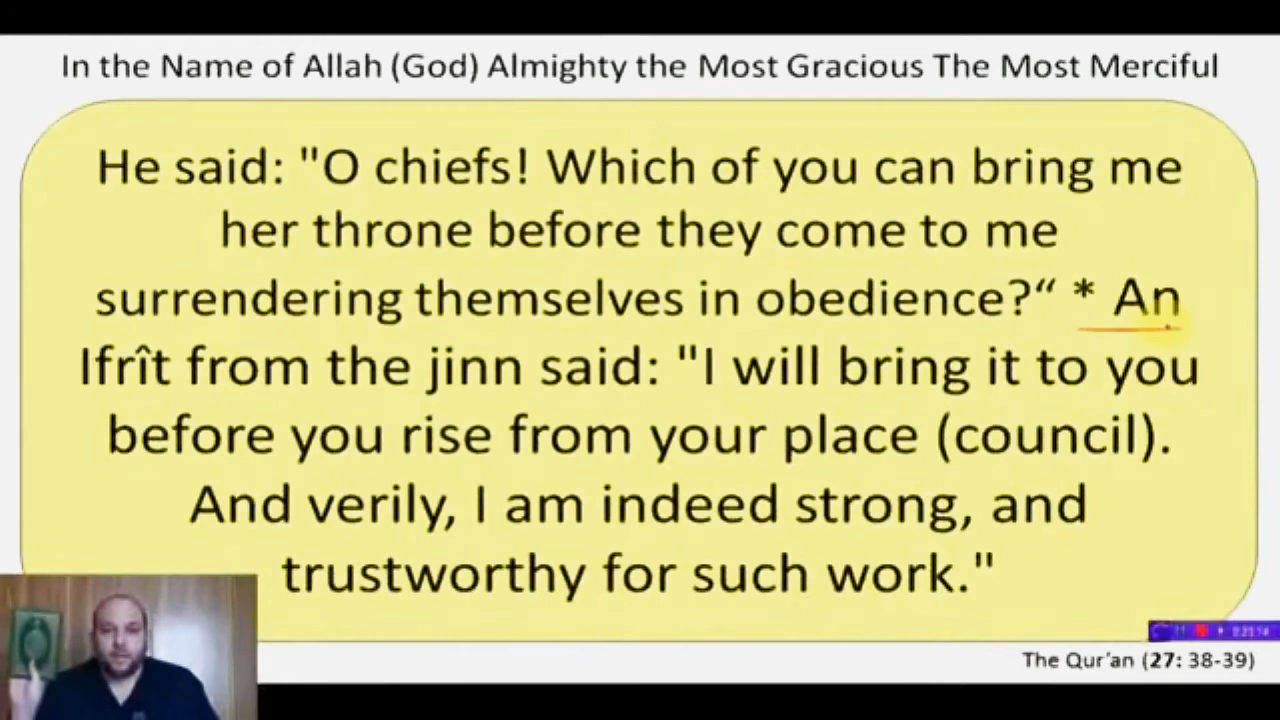 In the Name of Allah (God) Almighty the Most Gracious The Most Merciful
He said: "O chiefs! Which of you can bring me
her throne before they come to me
surrendering themselves in obedience?“ * An
Ifrît from the jinn said: "I will bring it to you
before you rise from your place (council).
And verily, I am indeed strong, and
trustworthy for such work."
The Qur’an (27: 38-39)